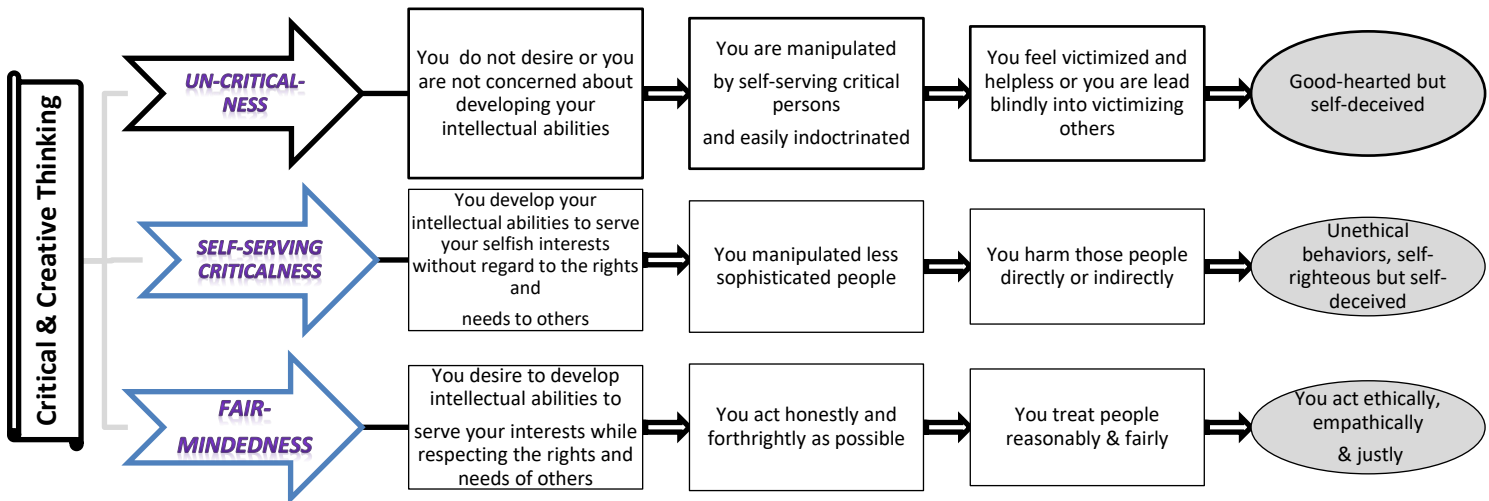 Critical & Creative Thinking
UN-CRITICAL-
NESS
You do not desire or you
are not concerned about
developing your
intellectual abilities
You are manipulated
by self-serving critical
persons
and easily indoctrinated
You feel victimized and
helpless or you are lead
blindly into victimizing
others
Good-hearted but
self-deceived
SELF-SERVING
CRITICALNESS
You develop your
intellectual abilities to serve
your selfish interests
without regard to the rights
and
needs to others
You manipulated less
sophisticated people
You harm those people
directly or indirectly
Unethical
behaviors, self-
righteous but self-
deceived
FAIR-
MINDEDNESS
You desire to develop
intellectual abilities to
serve your interests while
respecting the rights and
needs of others
You act honestly and
forthrightly as possible
You treat people
reasonably & fairly
You act ethically,
empathically
& justly